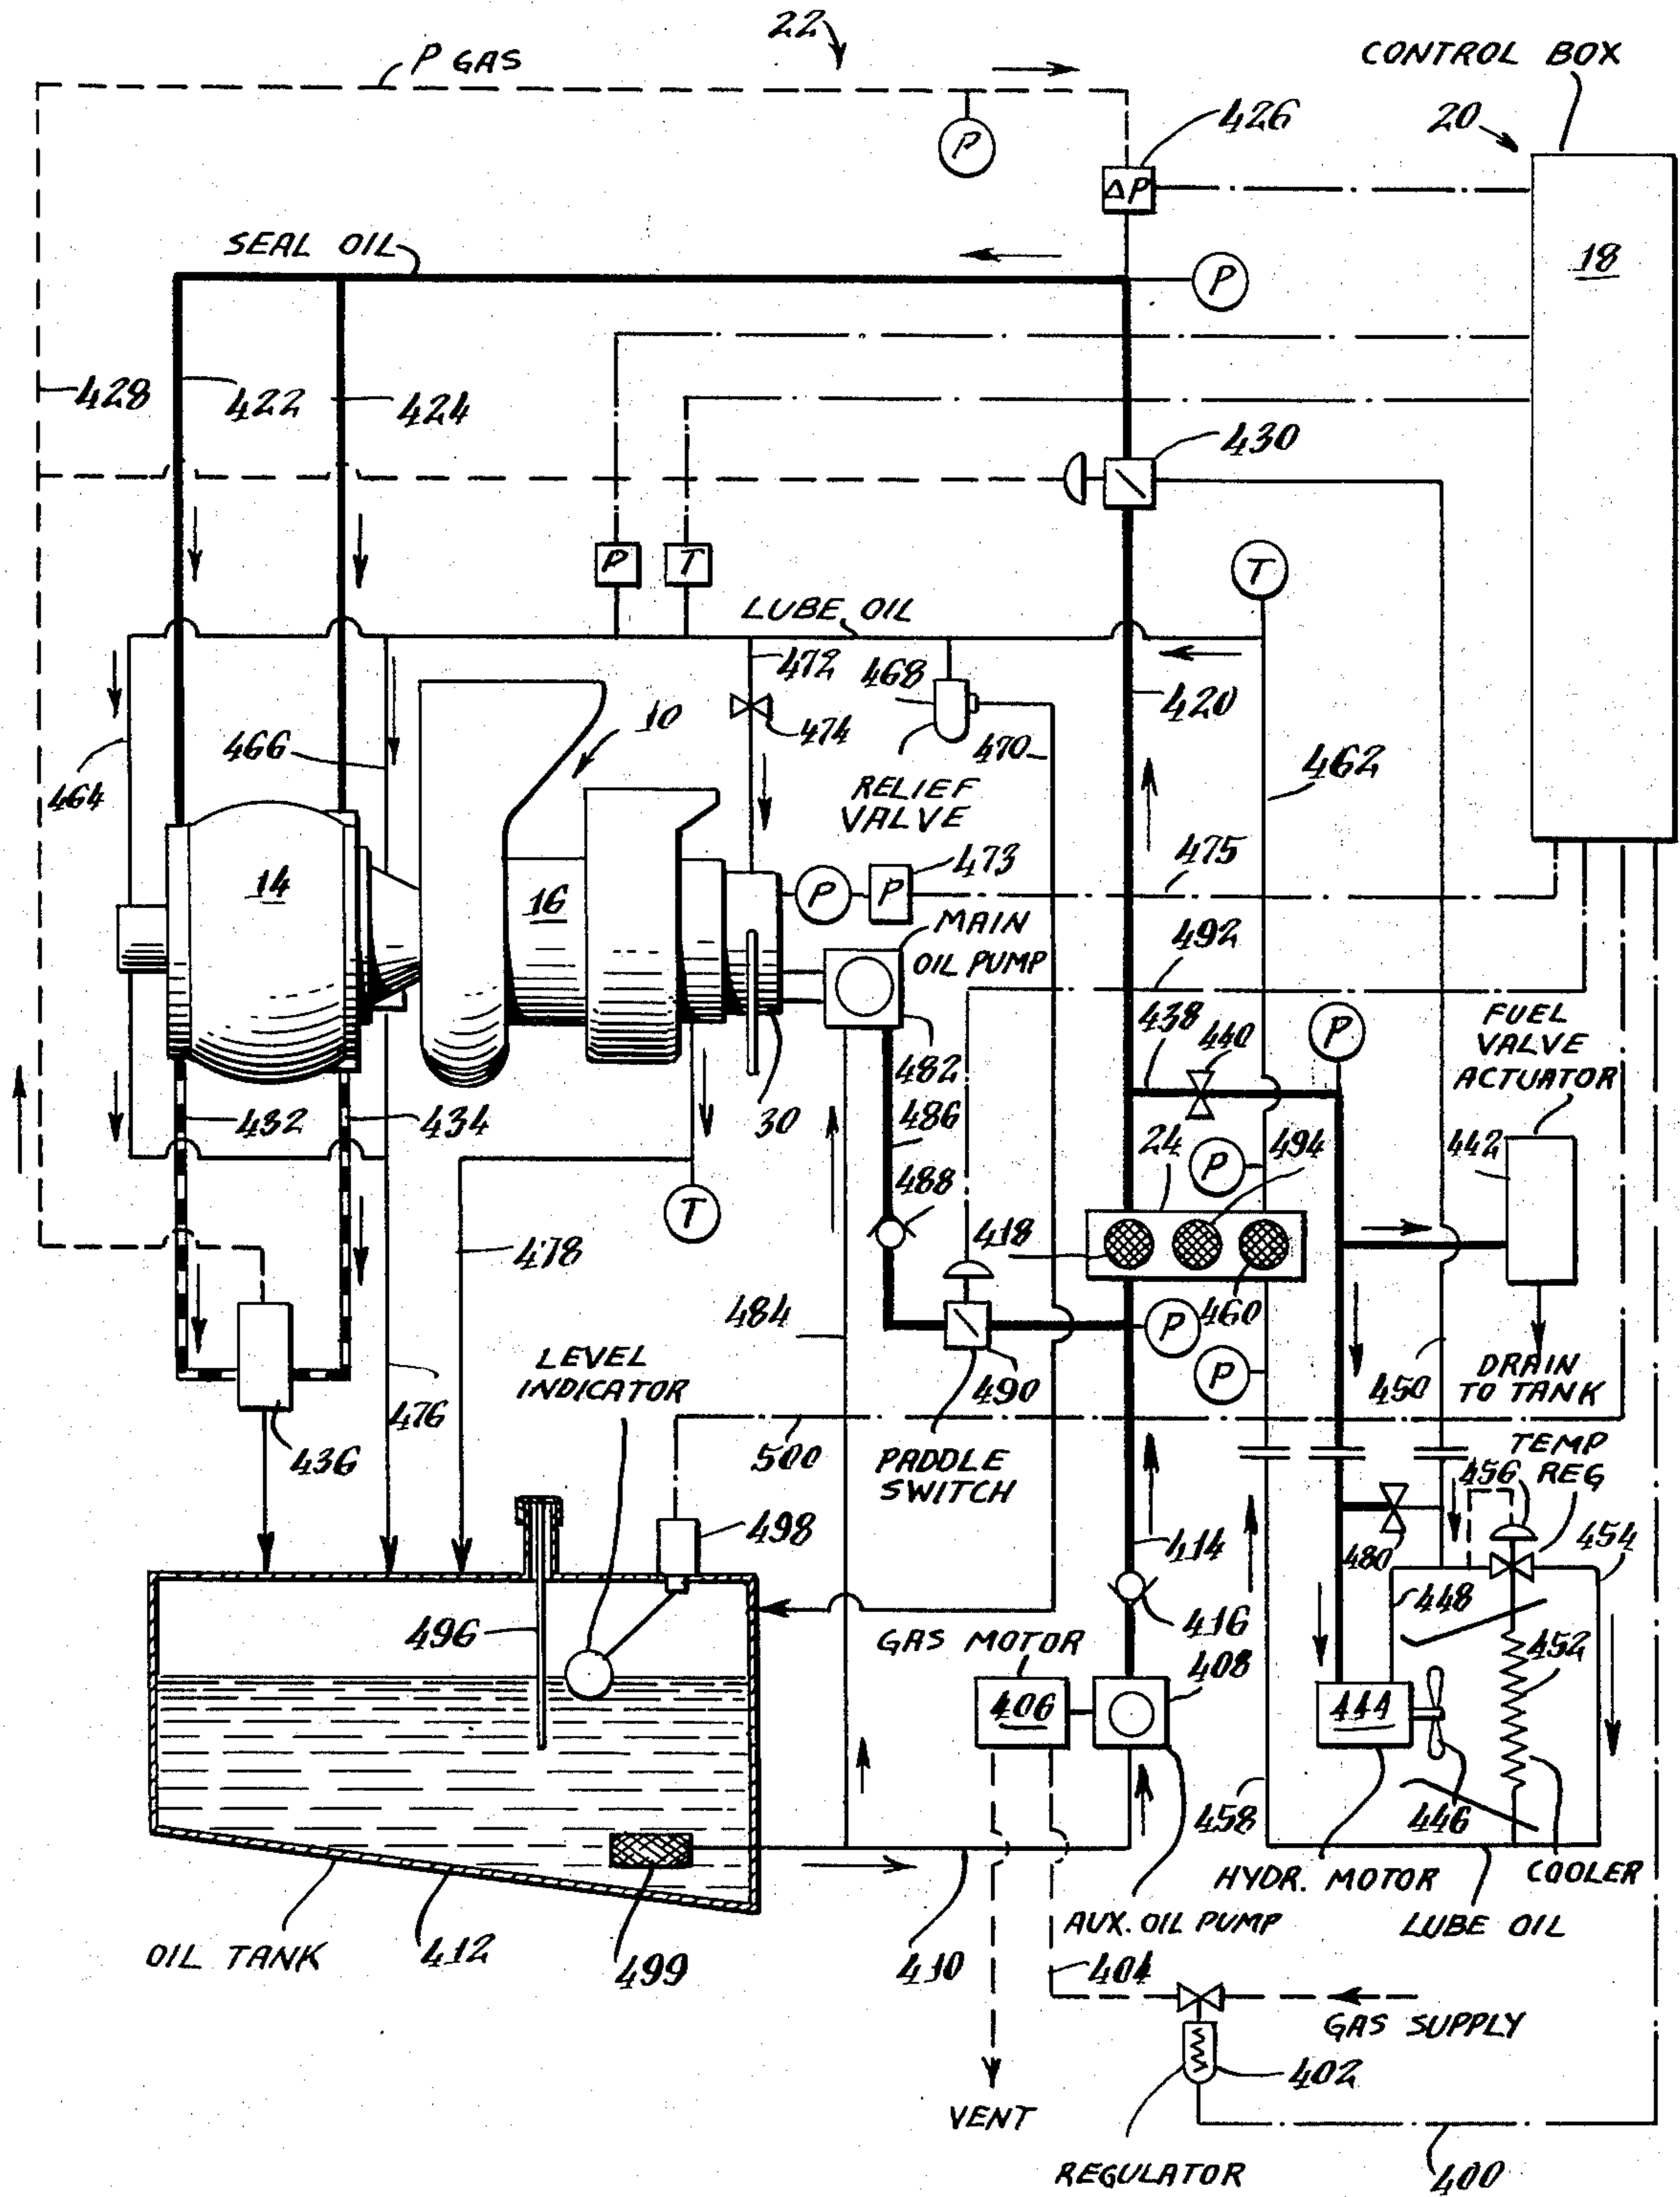 22
P GAS
CONTROL BOX
20
426
P
ΔP
18
SEAL OIL
P
428
422
424
430
P
T
T
LUBE OIL
472
468
420
10
474
470
466
462
464
RELIEF
VALVE
475
14
16
P
P
473
MAIN
OIL PUMP
492
438
440
P
FUEL
VALVE
ACTUATOR
482
432
434
30
486
24
494
442
P
488
T
478
418
484
460
P
LEVEL
INDICATOR
490
P
450
DRAIN
TO TANK
476
436
500
PADDLE
SWITCH
TEMP
REG
456
498
414
480
454
448
496
416
GAS MOTOR
408
452
406
444
458
446
HYDR. MOTOR
COOLER
AUX. OIL PUMP
LUBE OIL
OIL TANK
412
499
410
404
GAS SUPPLY
402
VENT
REGULATOR
400